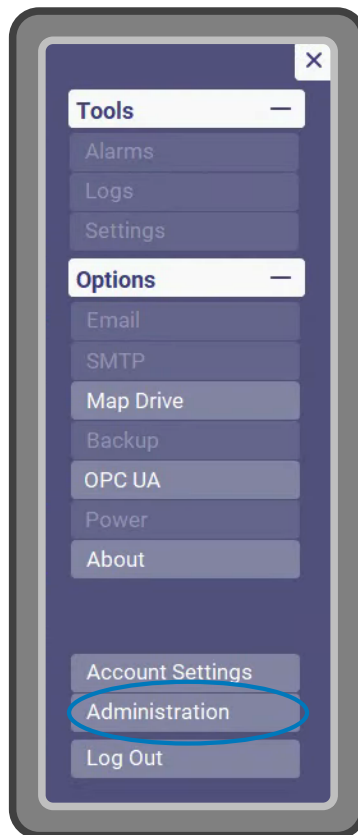 Tools
Alarms
Logs
Settings
Options
Email
SMTP
Map Drive
Backup
OPC UA
Power
About
Account Settings
Administration
Log Out